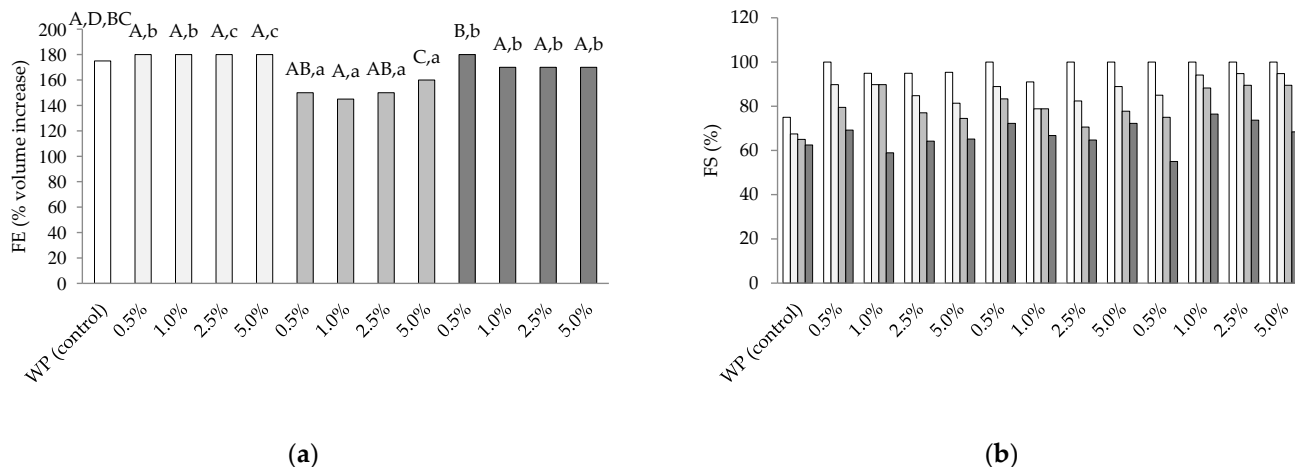 A,D,BC
A,b A,b A,c A,c AB,a A,a AB,a C,a B,b A,b A,b A,b
FE (% volume increase)
200
180
160
140
120
100
80
60
40
20
0
WP (control) 0.5% 1.0% 2.5% 5.0% 0.5% 1.0% 2.5% 5.0% 0.5% 1.0% 2.5% 5.0%
(a)
FS (%)
120
100
80
60
40
20
0
WP (control) 0.5% 1.0% 2.5% 5.0% 0.5% 1.0% 2.5% 5.0% 0.5% 1.0% 2.5% 5.0%
(b)